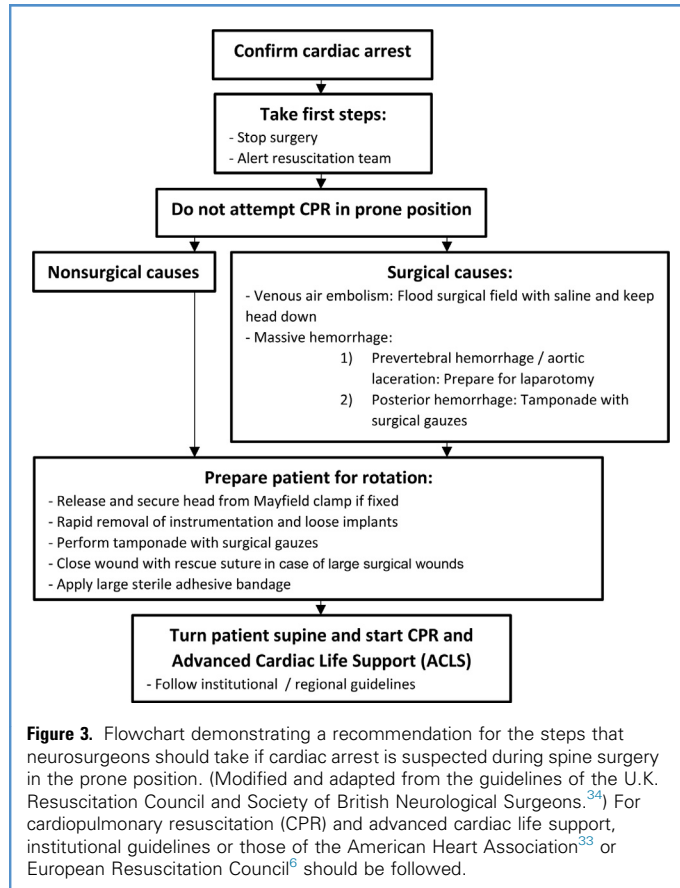 Confirm cardiac arrest
Take first steps:
- Stop surgery
- Alert resuscitation team
Do not attempt CPR in prone position
Nonsurgical causes
Surgical causes:
- Venous air embolism: Flood surgical field with saline and keep
head down
- Massive hemorrhage:
1) Prevertebral hemorrhage / aortic
laceration: Prepare for laparotomy
2) Posterior hemorrhage: Tamponade with
surgical gauzes
Prepare patient for rotation:
- Release and secure head from Mayfield clamp if fixed
- Rapid removal of instrumentation and loose implants
- Perform tamponade with surgical gauzes
- Close wound with rescue suture in case of large surgical wounds
- Apply large sterile adhesive bandage
Turn patient supine and start CPR and
Advanced Cardiac Life Support (ACLS)
- Follow institutional / regional guidelines
Figure 3. Flowchart demonstrating a recommendation for the steps that
neurosurgeons should take if cardiac arrest is suspected during spine surgery
in the prone position. (Modified and adapted from the guidelines of the U.K.
Resuscitation Council and Society of British Neurological Surgeons.34) For
cardiopulmonary resuscitation (CPR) and advanced cardiac life support,
institutional guidelines or those of the American Heart Association33 or
European Resuscitation Council6 should be followed.